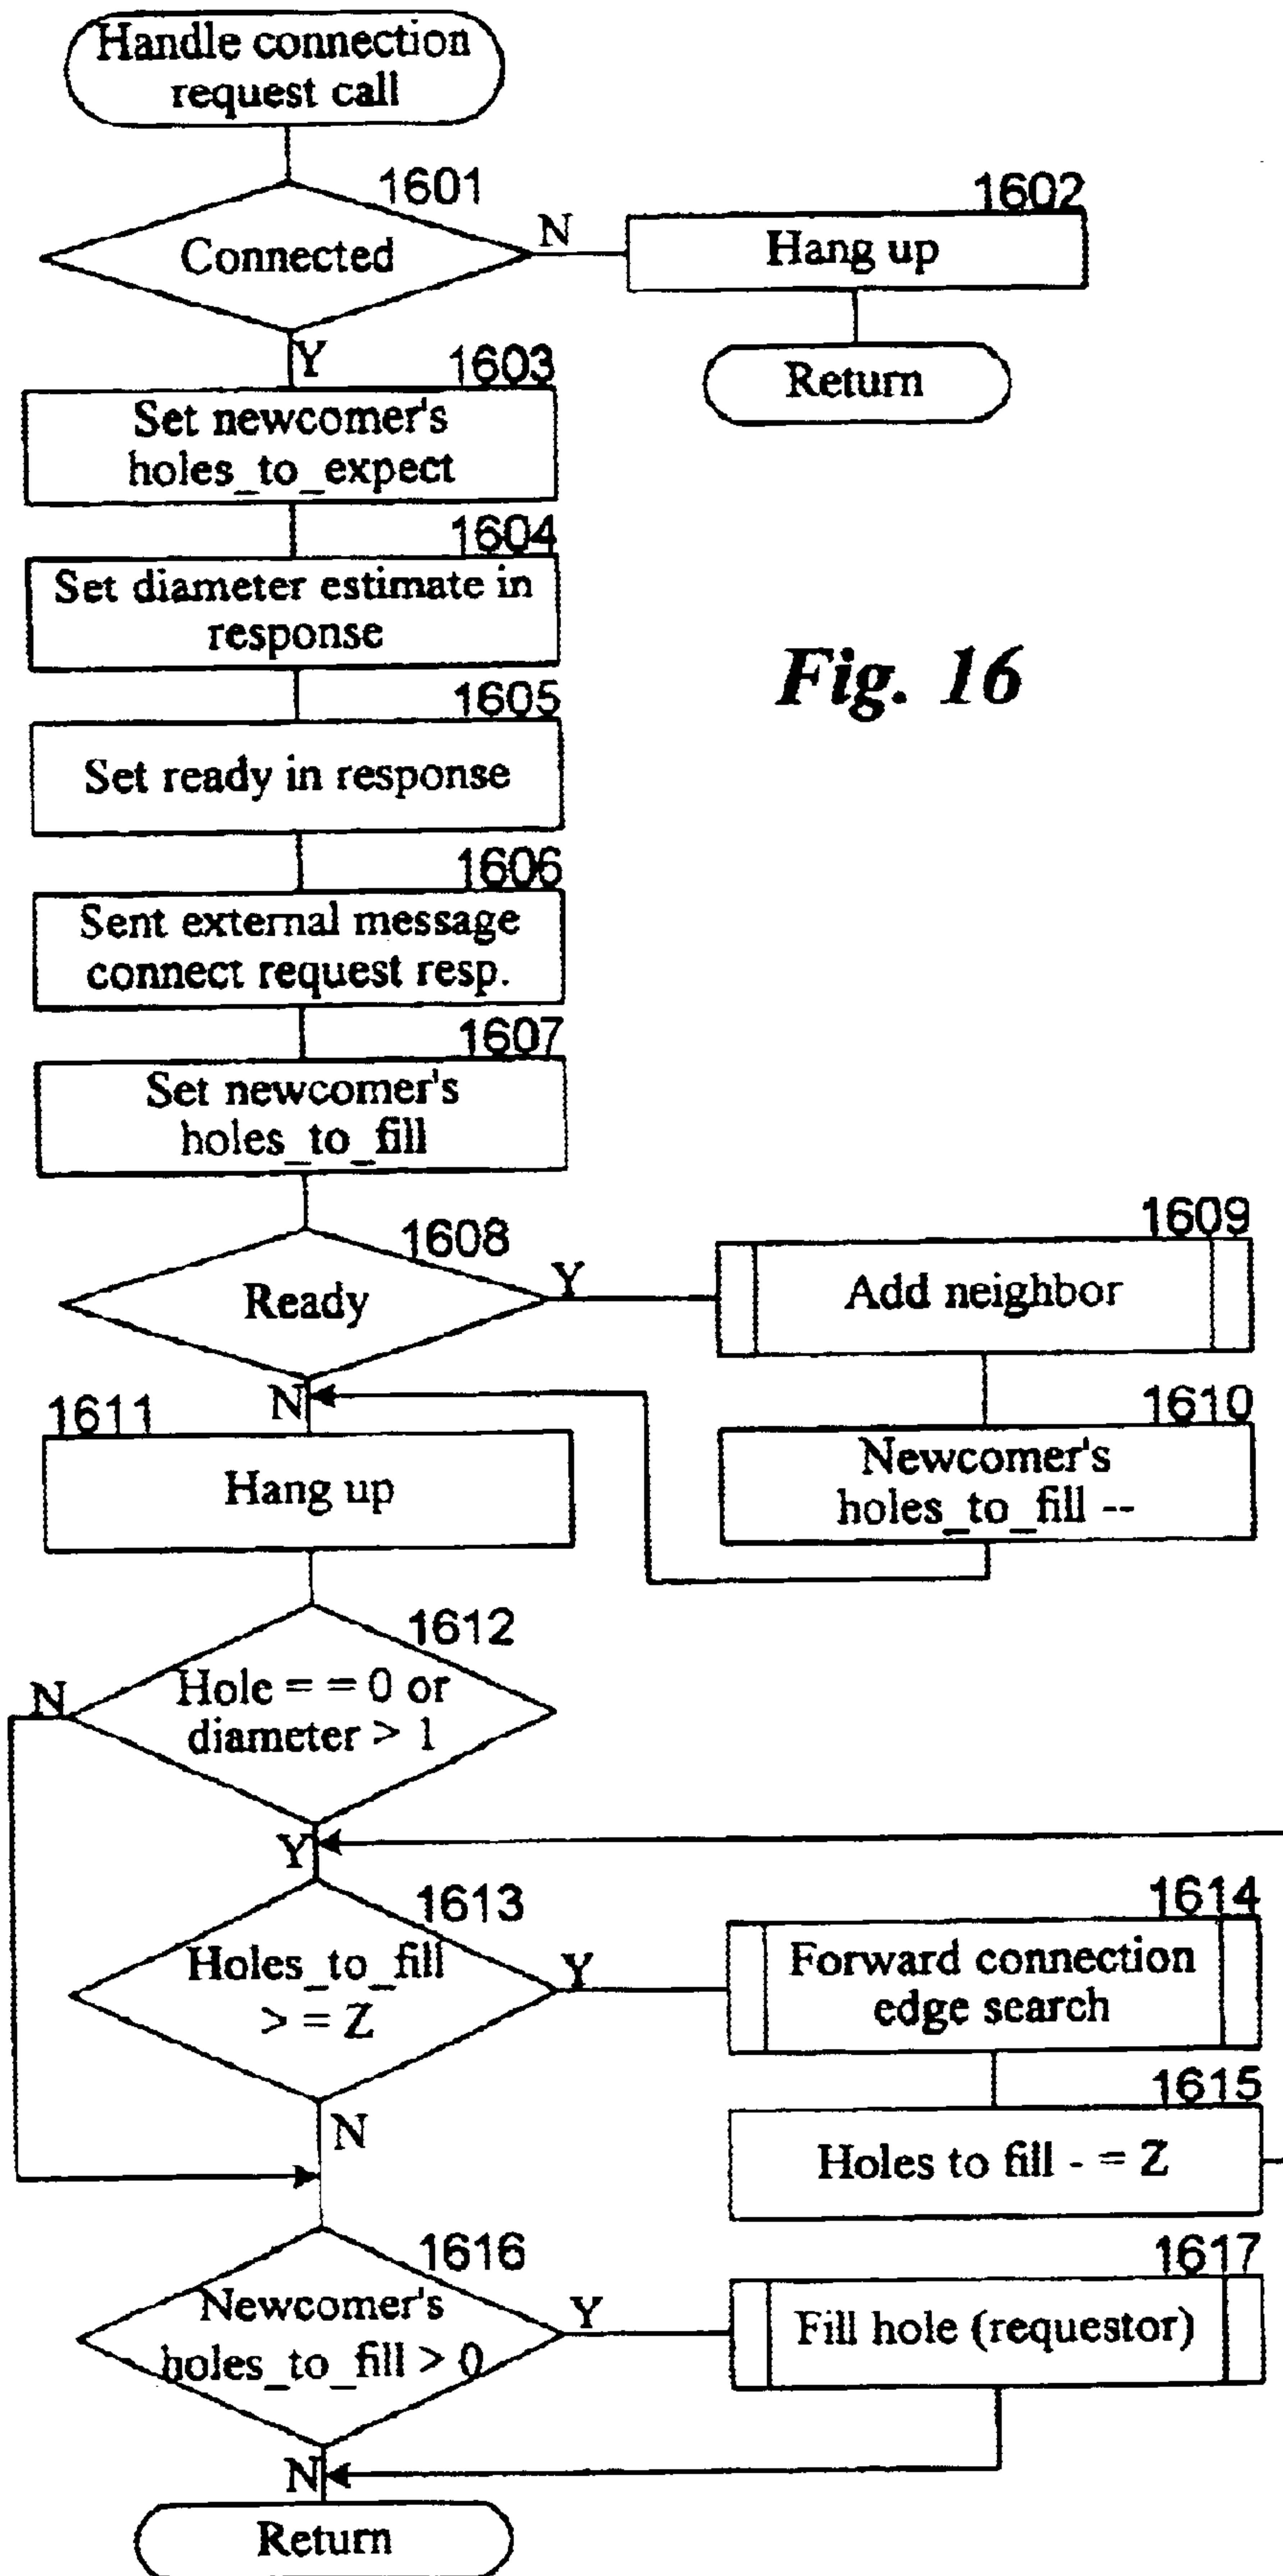 Handle connection
request call
1601
Connected
N
1602
Hang up
Return
Y
1603
Set newcomer's
holes_to_expect
1604
Set diameter estimate in
response
Fig. 16
1605
Set ready in response
1606
Sent external message
connect request resp.
1607
Set newcomer's
holes_to_fill
1608
Ready
Y
1609
Add neighbor
N
1610
Newcomer's
holes_to_fill --
1611
Hang up
1612
Hole = = 0 or
diameter > 1
N
Y
1613
Holes_to_fill
> = Z
Y
1614
Forward connection
edge search
N
1615
Holes to fill - = Z
1616
Newcomer's
holes_to_fill > 0
Y
1617
Fill hole (requestor)
N
Return